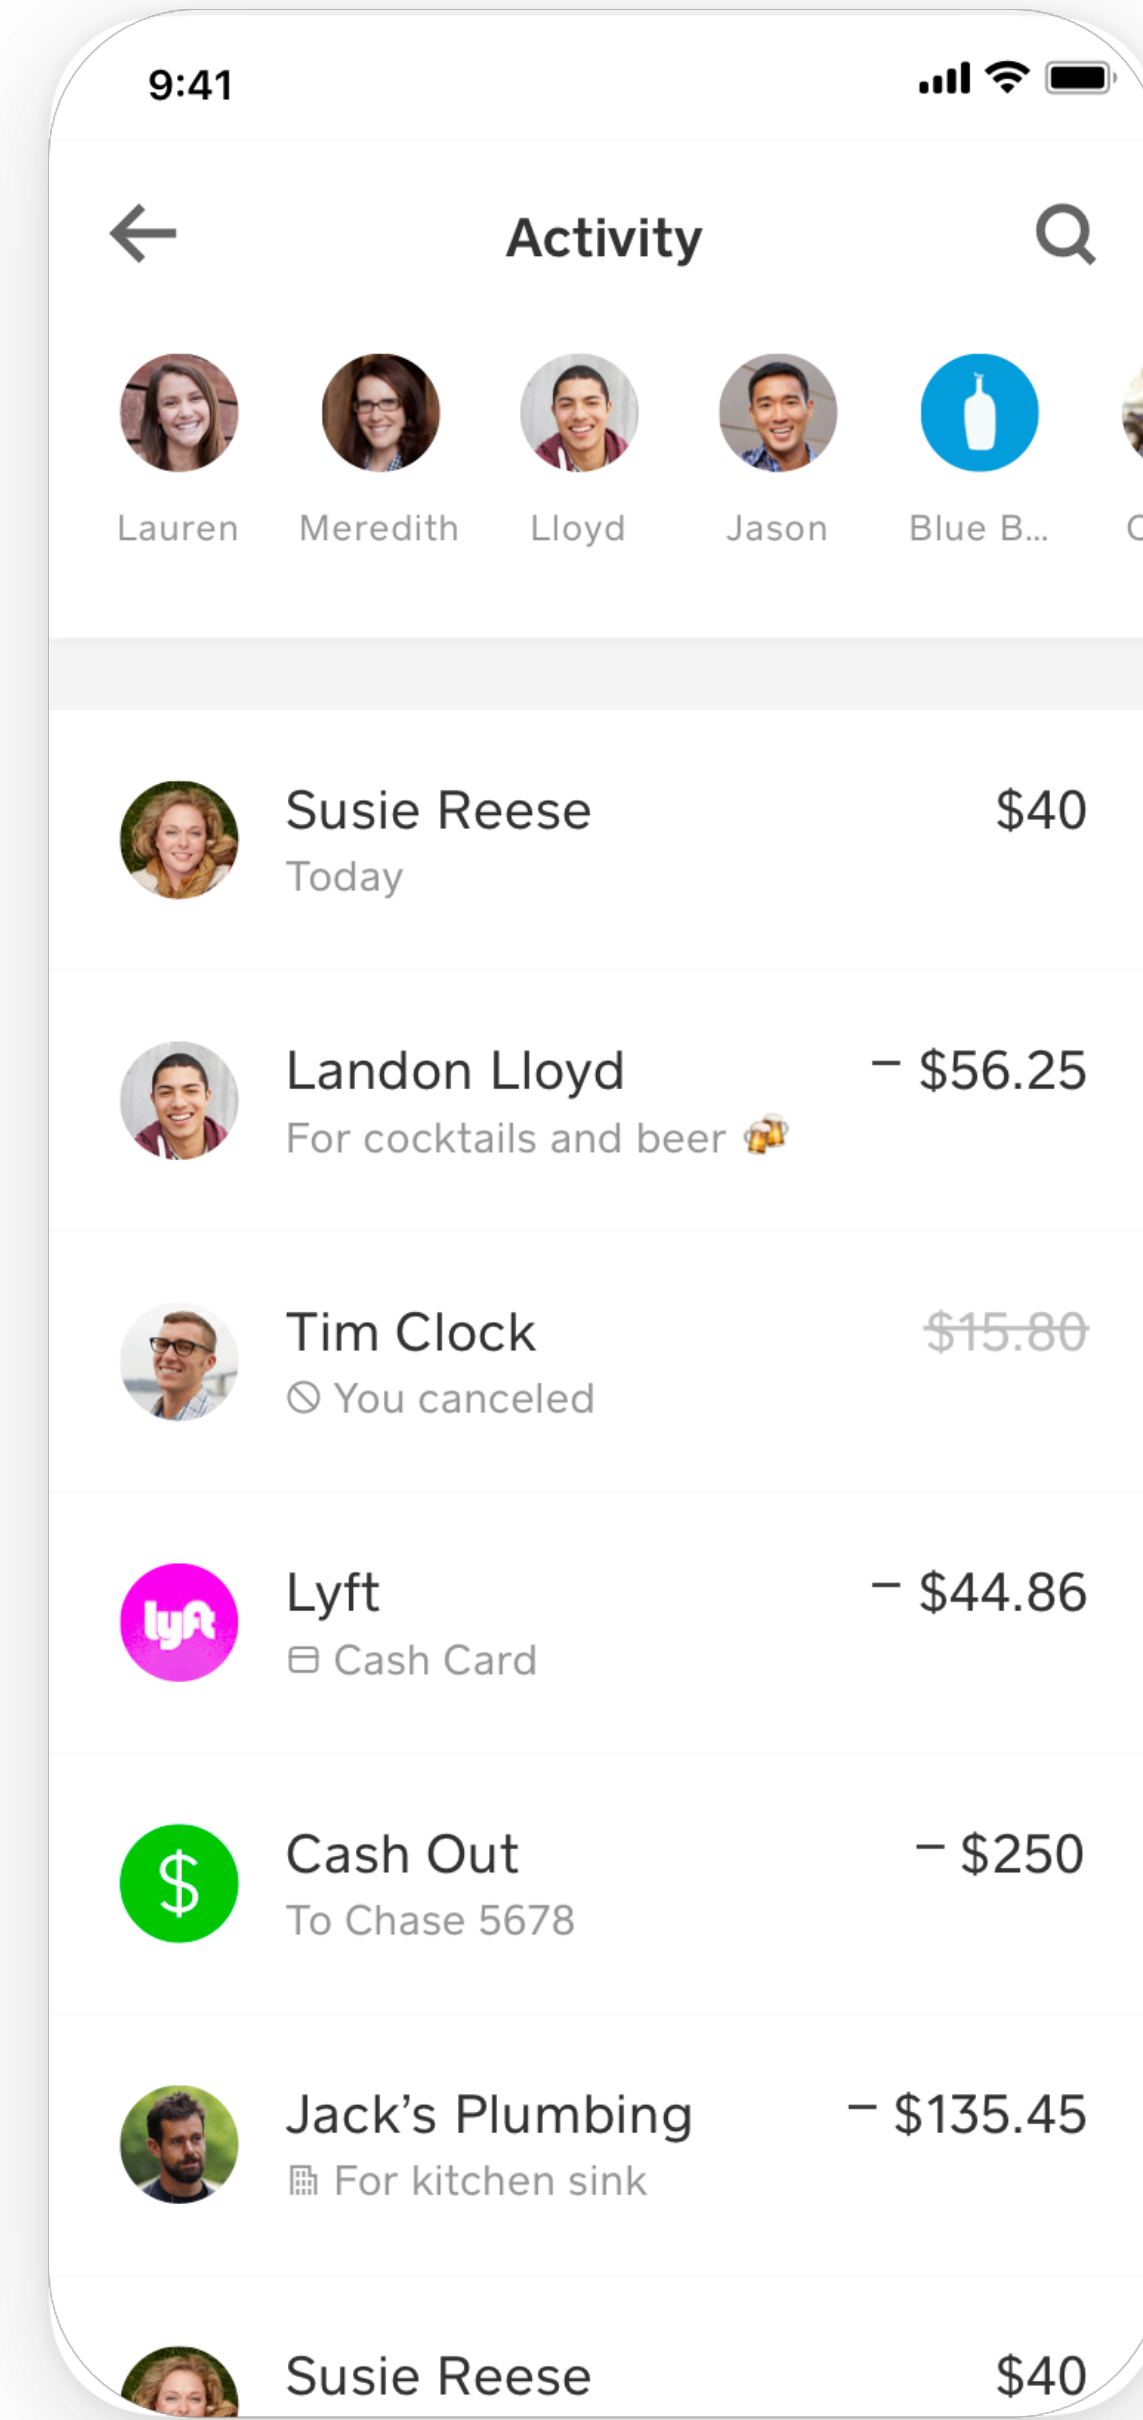 9:41
Activity
Lauren Meredith Lloyd Jason Blue B...
Susie Reese $40
Today
Landon Lloyd – $56.25
For cocktails and beer 🍻
Tim Clock $15.80
You canceled
lyft
Lyft – $44.86
Cash Card
$
Cash Out – $250
To Chase 5678
Jack’s Plumbing – $135.45
For kitchen sink
Susie Reese $40